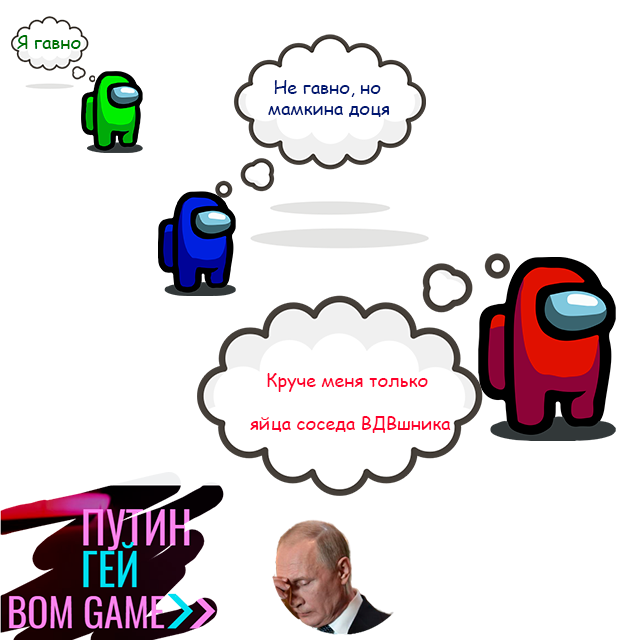 Я гавно
Не гавно, но
мамкина доця
Круче меня только
яйца соседа ВДВшника
ПУТИН
ГЕЙ
BOM GAME